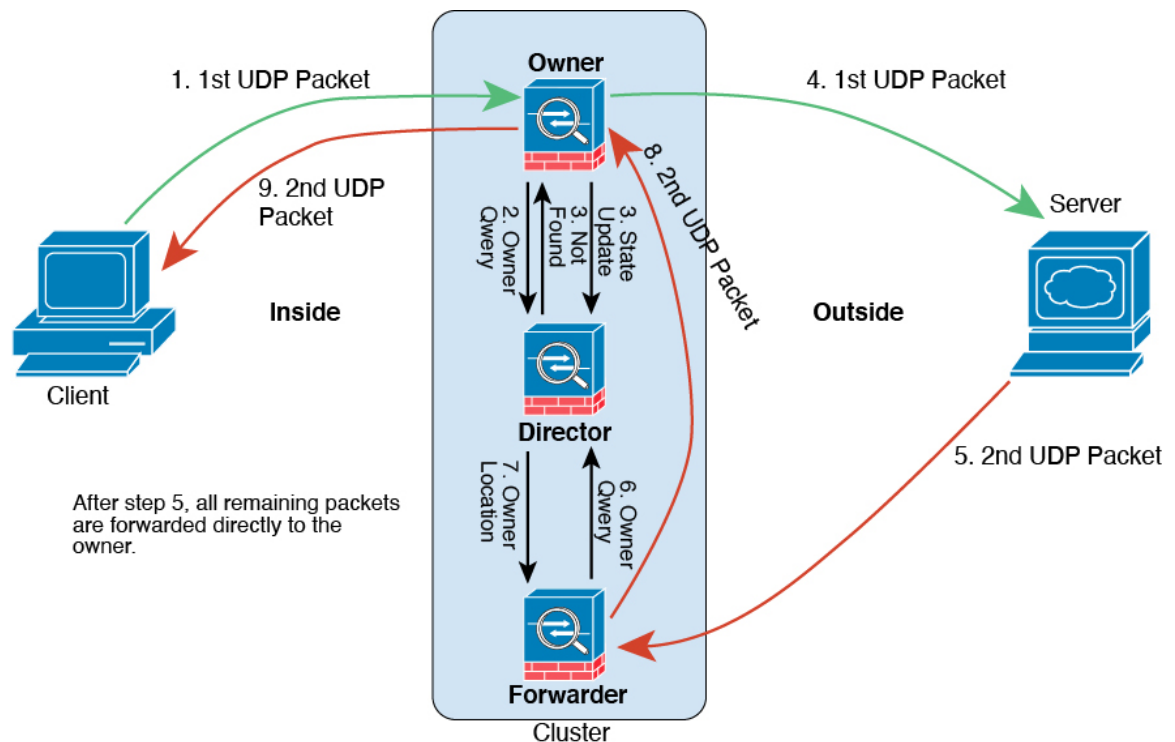 Owner
1. 1st UDP Packet
4. 1st UDP Packet
9. 2nd UDP
Packet
2. Owner
Qwery
3. Not
Found
3. State
Update
8. 2nd UDP Packet
Server
Inside
Outside
Client
Director
5. 2nd UDP Packet
7. Owner
Location
6. Owner
Qwery
After step 5, all remaining packets
are forwarded directly to the
owner.
Forwarder
Cluster